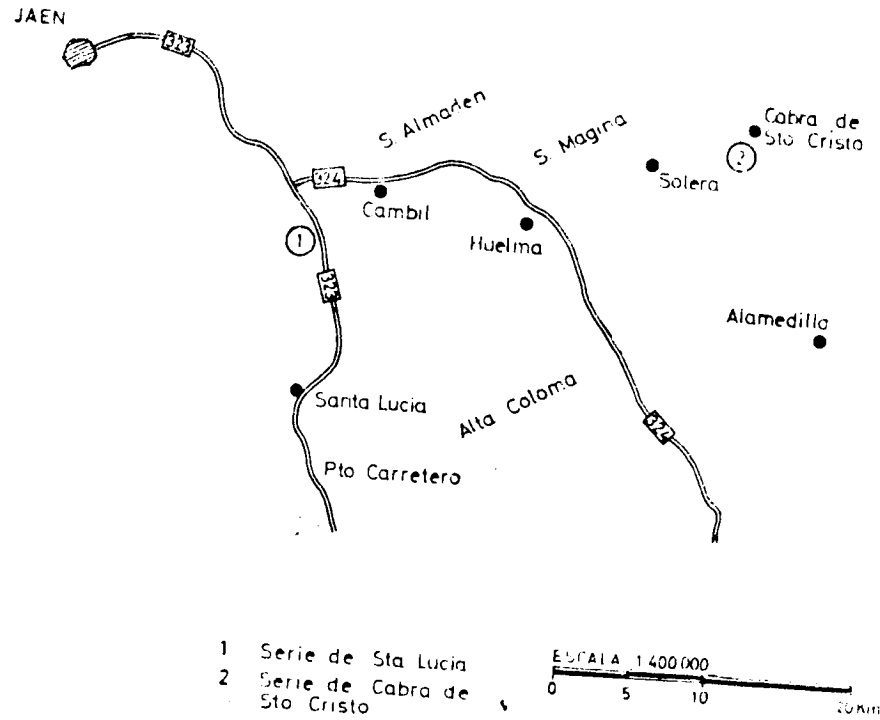 JAEN
323
S. Almaden
S. Magina
Cabra de
Sto Cristo
2
Solera
324
Cambil
1
Huelma
323
Alamedilla
Santa Lucia
Alta Coloma
324
Pto Carretero
1 Serie de Sta Lucia
2 Serie de Cabra de
Sto Cristo
ESCALA 1 400 000
0 5 10 20 Km